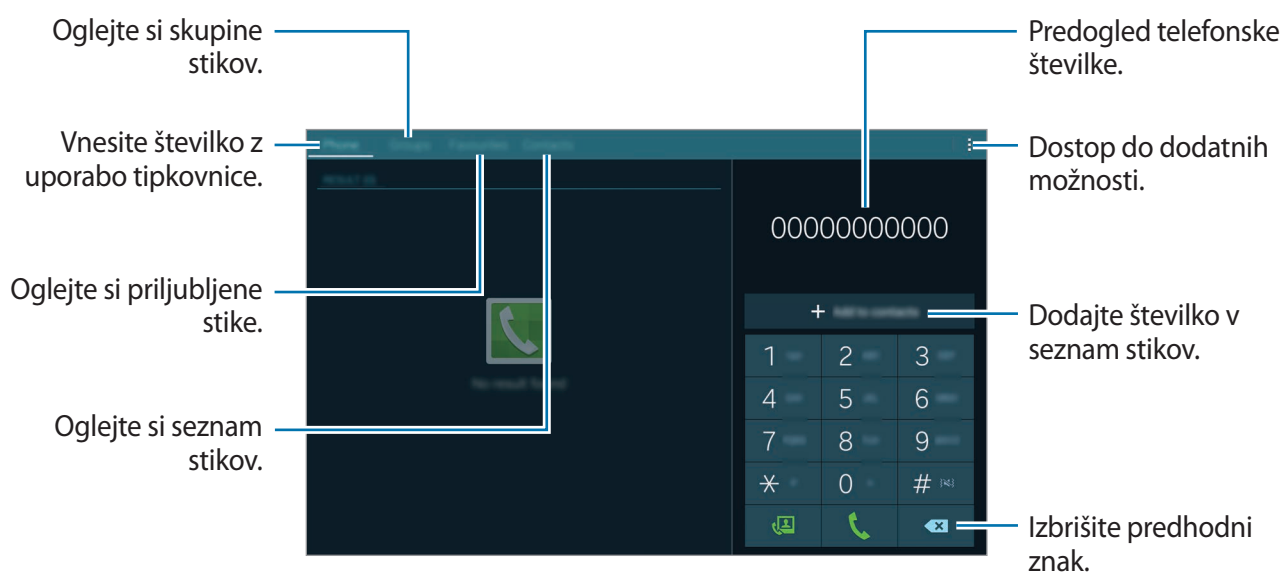 Oglejte si skupine
stikov.
Predogled telefonske
številke.
Vnesite številko z
uporabo tipkovnice.
Dostop do dodatnih
možnosti.
Phone
Groups
Favourites
Contacts
00000000000
Oglejte si priljubljene
stike.
+ Add to contacts
Dodajte številko v
seznam stikov.
No result found
1
2
3
4
5
6
7
8
9
*
0
#
Oglejte si seznam
stikov.
Izbrišite predhodni
znak.